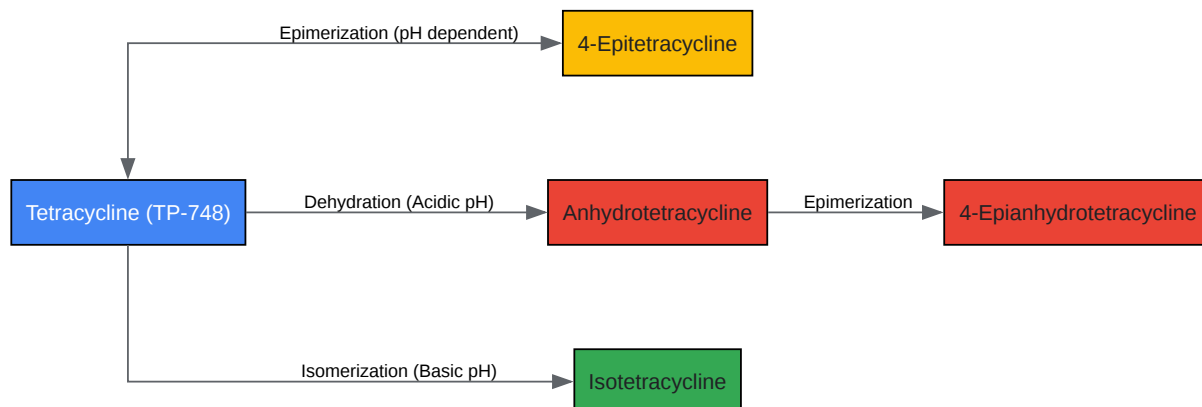 Epimerization (pH dependent)
4-Epitetracycline
Tetracycline (TP-748)
Dehydration (Acidic pH)
Anhydrotetracycline
Epimerization
4-Epianhydrotetracycline
Isomerization (Basic pH)
Isotetracycline